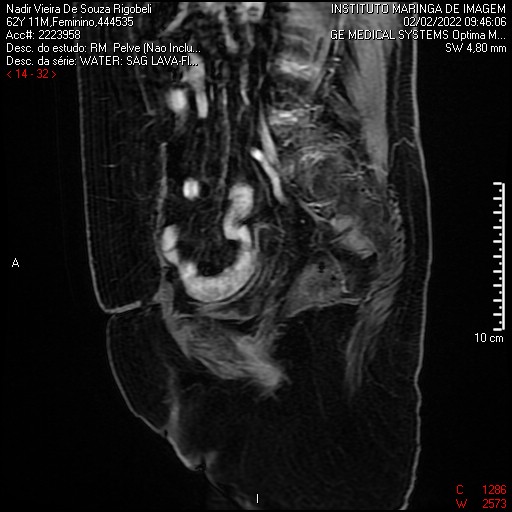 Nadir Vieira Dé Souza Rigobeli
62Y 11M,Feminino,444535
Acc#: 2223958
Desc. do estudo: RM Pelve (Nao Inclu...
Desc. da série: WATER: SAG LAVA-Fl...
< 14 - 32 >
INSTITUTO MARINGA DE IMAGEM
02/02/2022 09:46:06
GE MEDICAL SYSTEMS Optima M...
SW 4,80 mm
A
10 cm
I
C 1286
W 2573